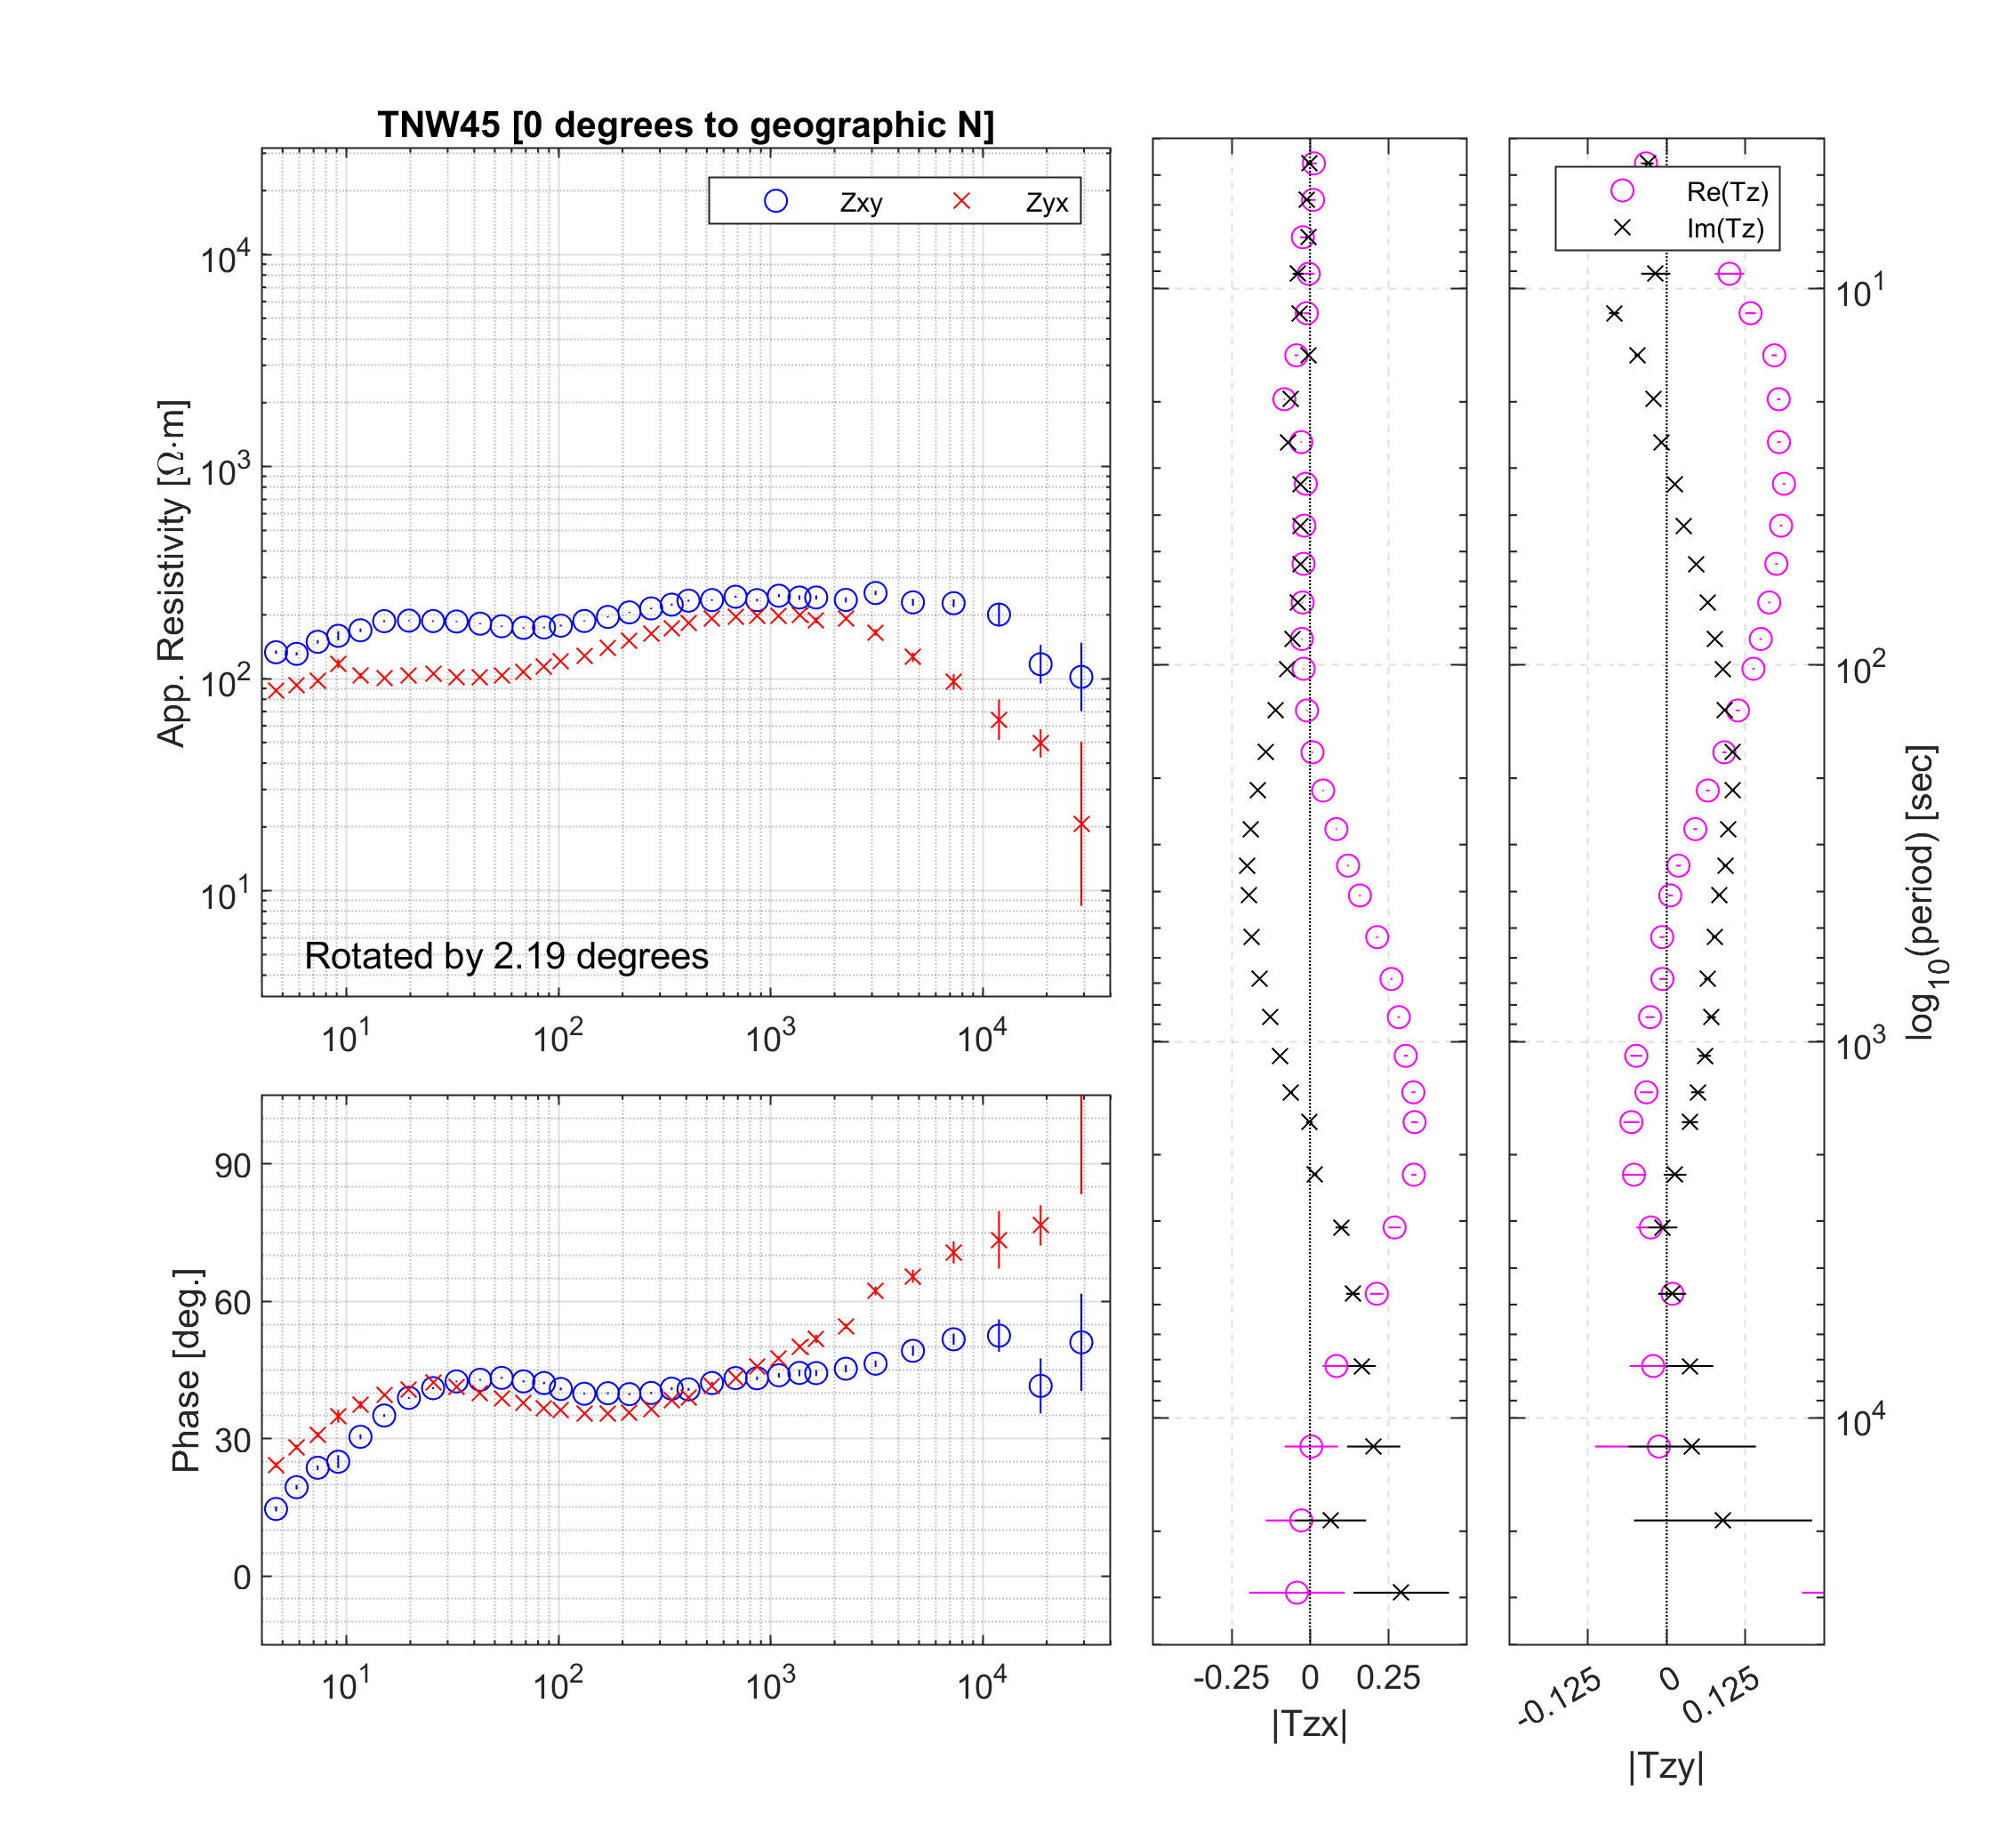 TNW45 [0 degrees to geographic N]
Zxy Zyx
App. Resistivity [Ω·m]
10^4
10^3
10^2
10^1
Rotated by 2.19 degrees
10^1 10^2 10^3 10^4
Phase [deg.]
90
60
30
0
10^1 10^2 10^3 10^4
-0.25 0 0.25
|Tzx|
Re(Tz)
Im(Tz)
10^1
10^2
10^3
10^4
log10(period) [sec]
-0.125 0 0.125
|Tzy|